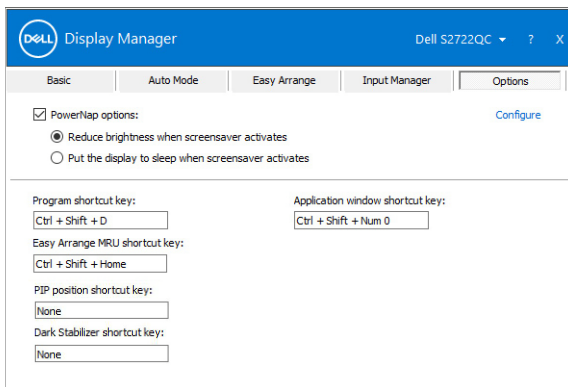 DELL Display Manager Dell S2722QC ? X
Basic Auto Mode Easy Arrange Input Manager Options
PowerNap options: Configure
Reduce brightness when screensaver activates
Put the display to sleep when screensaver activates
Program shortcut key: Application window shortcut key:
Ctrl + Shift + D Ctrl + Shift + Num 0
Easy Arrange MRU shortcut key:
Ctrl + Shift + Home
PIP position shortcut key:
None
Dark Stabilizer shortcut key:
None